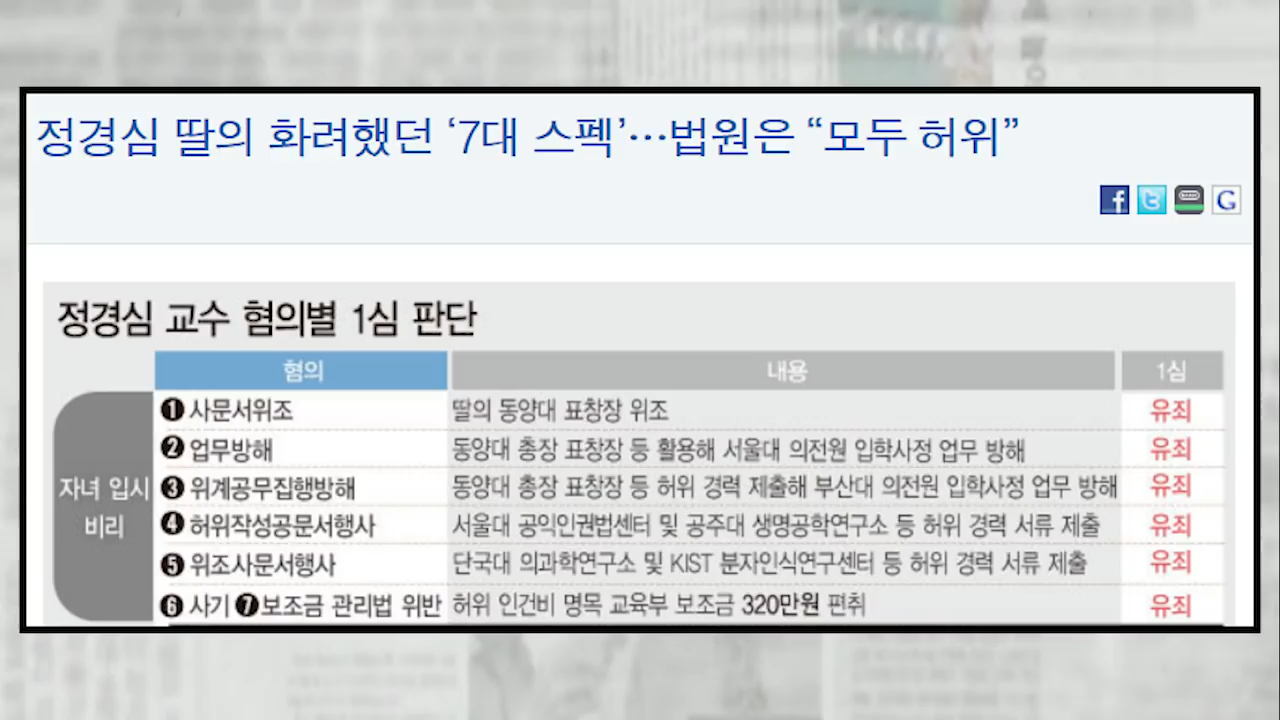 정경심 딸의 화려했던 ‘7대 스펙’…법원은 “모두 허위”
정경심 교수 혐의별 1심 판단
혐의 내용 1심
자녀 입시
비리
❶ 사문서위조 딸의 동양대 표창장 위조 유죄
❷ 업무방해 동양대 총장 표창장 등 활용해 서울대 의전원 입학사정 업무 방해 유죄
❸ 위계공무집행방해 동양대 총장 표창장 등 허위 경력 제출해 부산대 의전원 입학사정 업무 방해 유죄
❹ 허위작성공문서행사 서울대 공익인권법센터 및 공주대 생명공학연구소 등 허위 경력 서류 제출 유죄
❺ 위조사문서행사 단국대 의과학연구소 및 KIST 분자인식연구센터 등 허위 경력 서류 제출 유죄
❻ 사기 ❼ 보조금 관리법 위반 허위 인건비 명목 교육부 보조금 320만원 편취 유죄